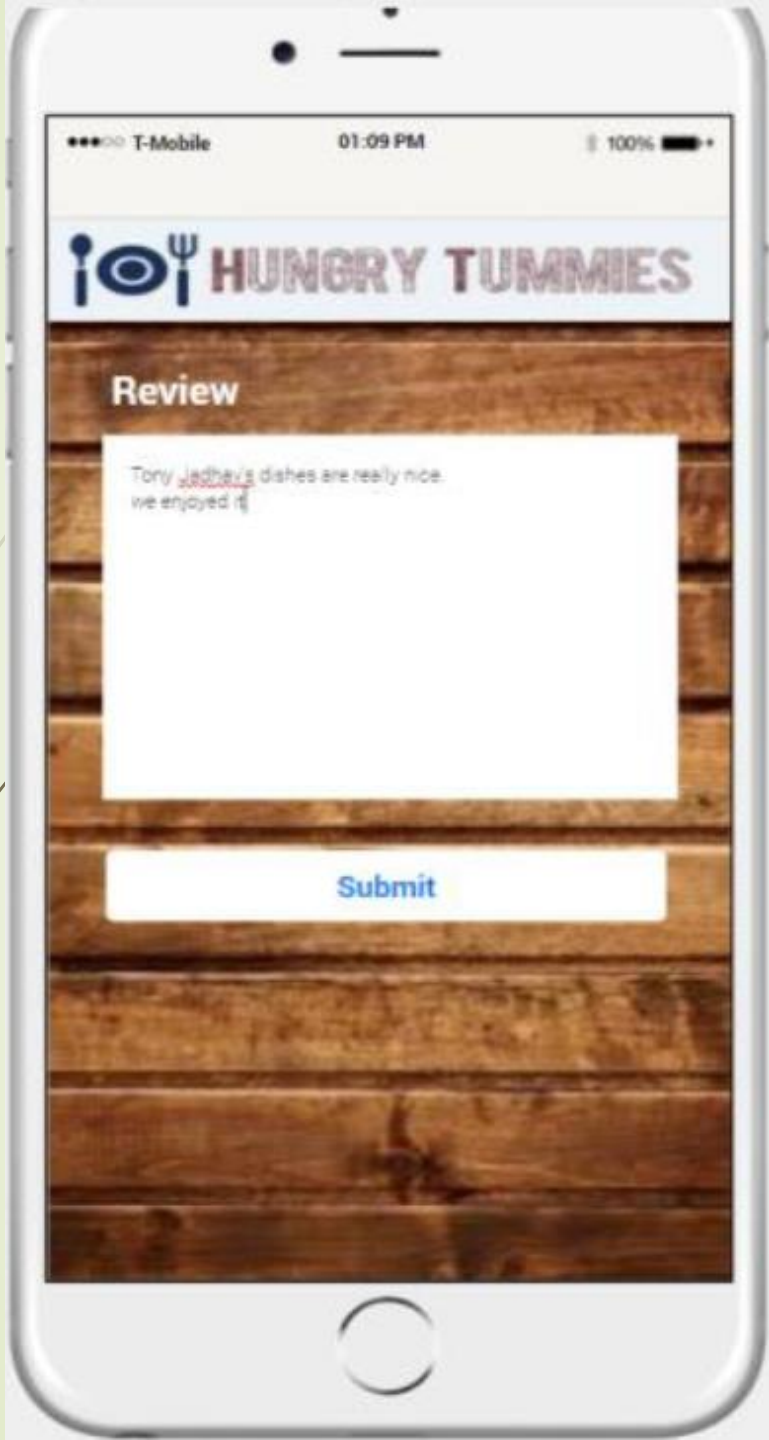 T-Mobile 01:09 PM 100%
HUNGRY TUMMIES
Review
Tony Jadhav's dishes are really nice.
we enjoyed it
Submit